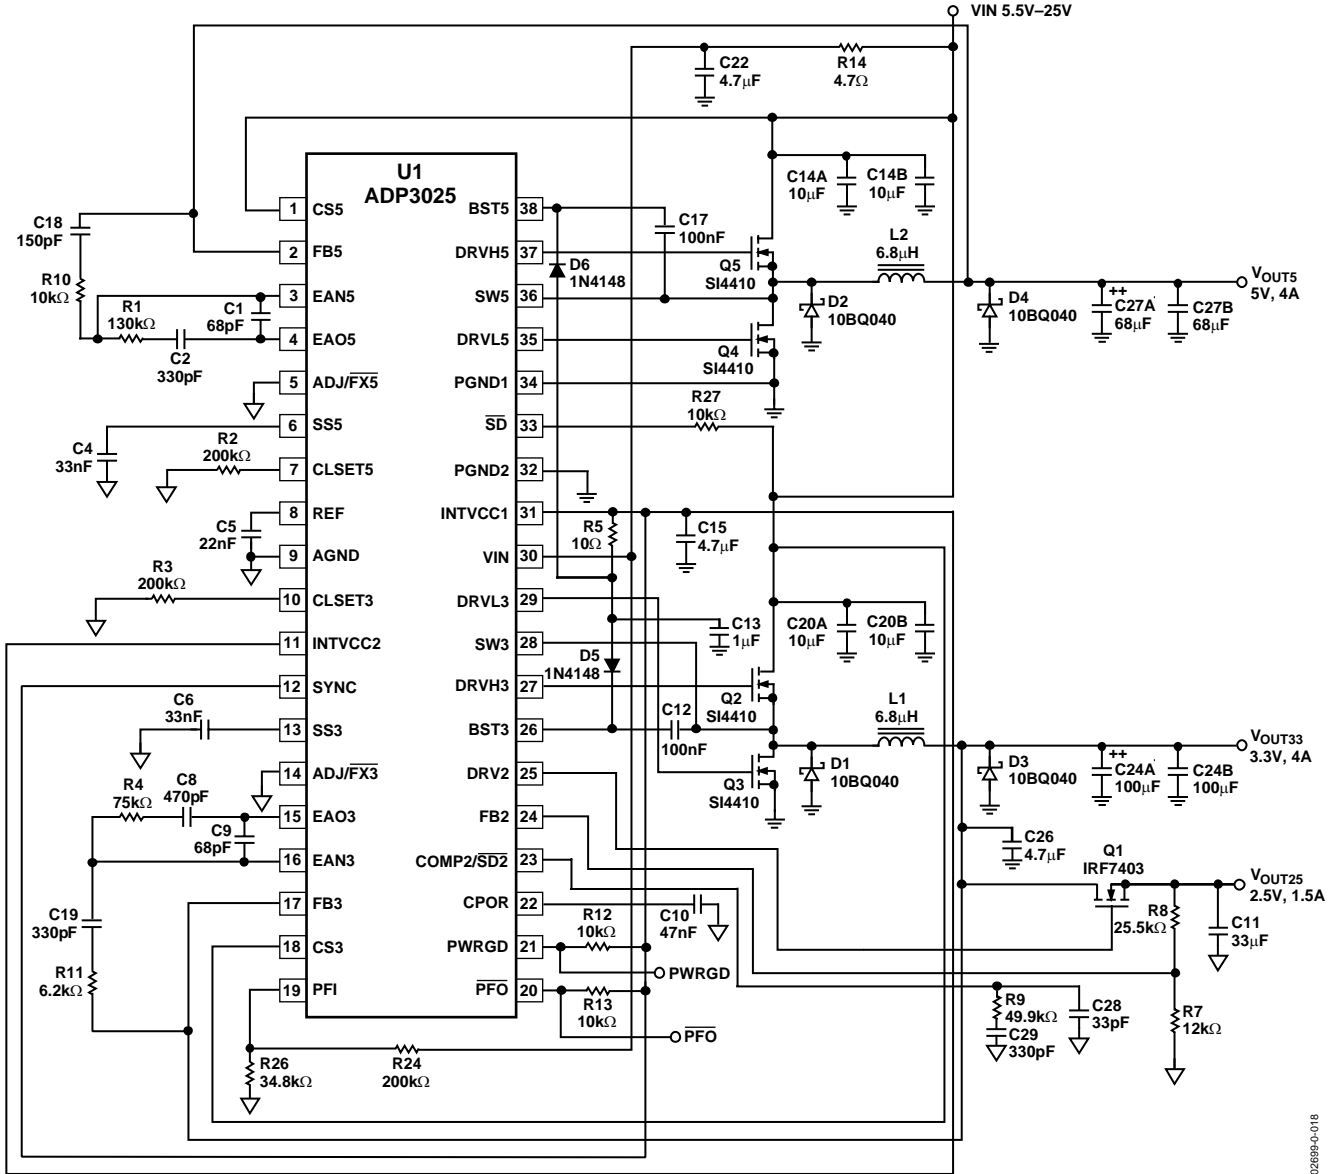 VIN 5.5V–25V
C22
4.7μF
R14
4.7Ω
U1
ADP3025
C14A
10μF
C14B
10μF
C18
150pF
R10
10kΩ
R1
130kΩ
C1
68pF
C2
330pF
C4
33nF
R2
200kΩ
C5
22nF
R3
200kΩ
C6
33nF
R4
75kΩ
C8
470pF
C9
68pF
C19
330pF
R11
6.2kΩ
R26
34.8kΩ
R24
200kΩ
1 CS5
2 FB5
3 EAN5
4 EAO5
5 ADJ/FX5
6 SS5
7 CLSET5
8 REF
9 AGND
10 CLSET3
11 INTVCC2
12 SYNC
13 SS3
14 ADJ/FX3
15 EAO3
16 EAN3
17 FB3
18 CS3
19 PFI
BST5 38
DRVH5 37
SW5 36
DRVL5 35
PGND1 34
SD 33
PGND2 32
INTVCC1 31
VIN 30
DRVL3 29
SW3 28
DRVH3 27
BST3 26
DRV2 25
FB2 24
COMP2/SD2 23
CPOR 22
PWRGD 21
PFO 20
C17
100nF
D6
1N4148
Q5
SI4410
Q4
SI4410
D2
10BQ040
L2
6.8μH
D4
10BQ040
++
C27A
68μF
C27B
68μF
VOUT5
5V, 4A
R27
10kΩ
R5
10Ω
C15
4.7μF
C13
1μF
D5
1N4148
C12
100nF
C20A
10μF
C20B
10μF
Q2
SI4410
Q3
SI4410
D1
10BQ040
L1
6.8μH
D3
10BQ040
++
C24A
100μF
C24B
100μF
VOUT33
3.3V, 4A
C26
4.7μF
Q1
IRF7403
VOUT25
2.5V, 1.5A
R8
25.5kΩ
C11
33μF
C10
47nF
R12
10kΩ
PWRGD
R13
10kΩ
PFO
R9
49.9kΩ
C29
330pF
C28
33pF
R7
12kΩ
02699-0-018